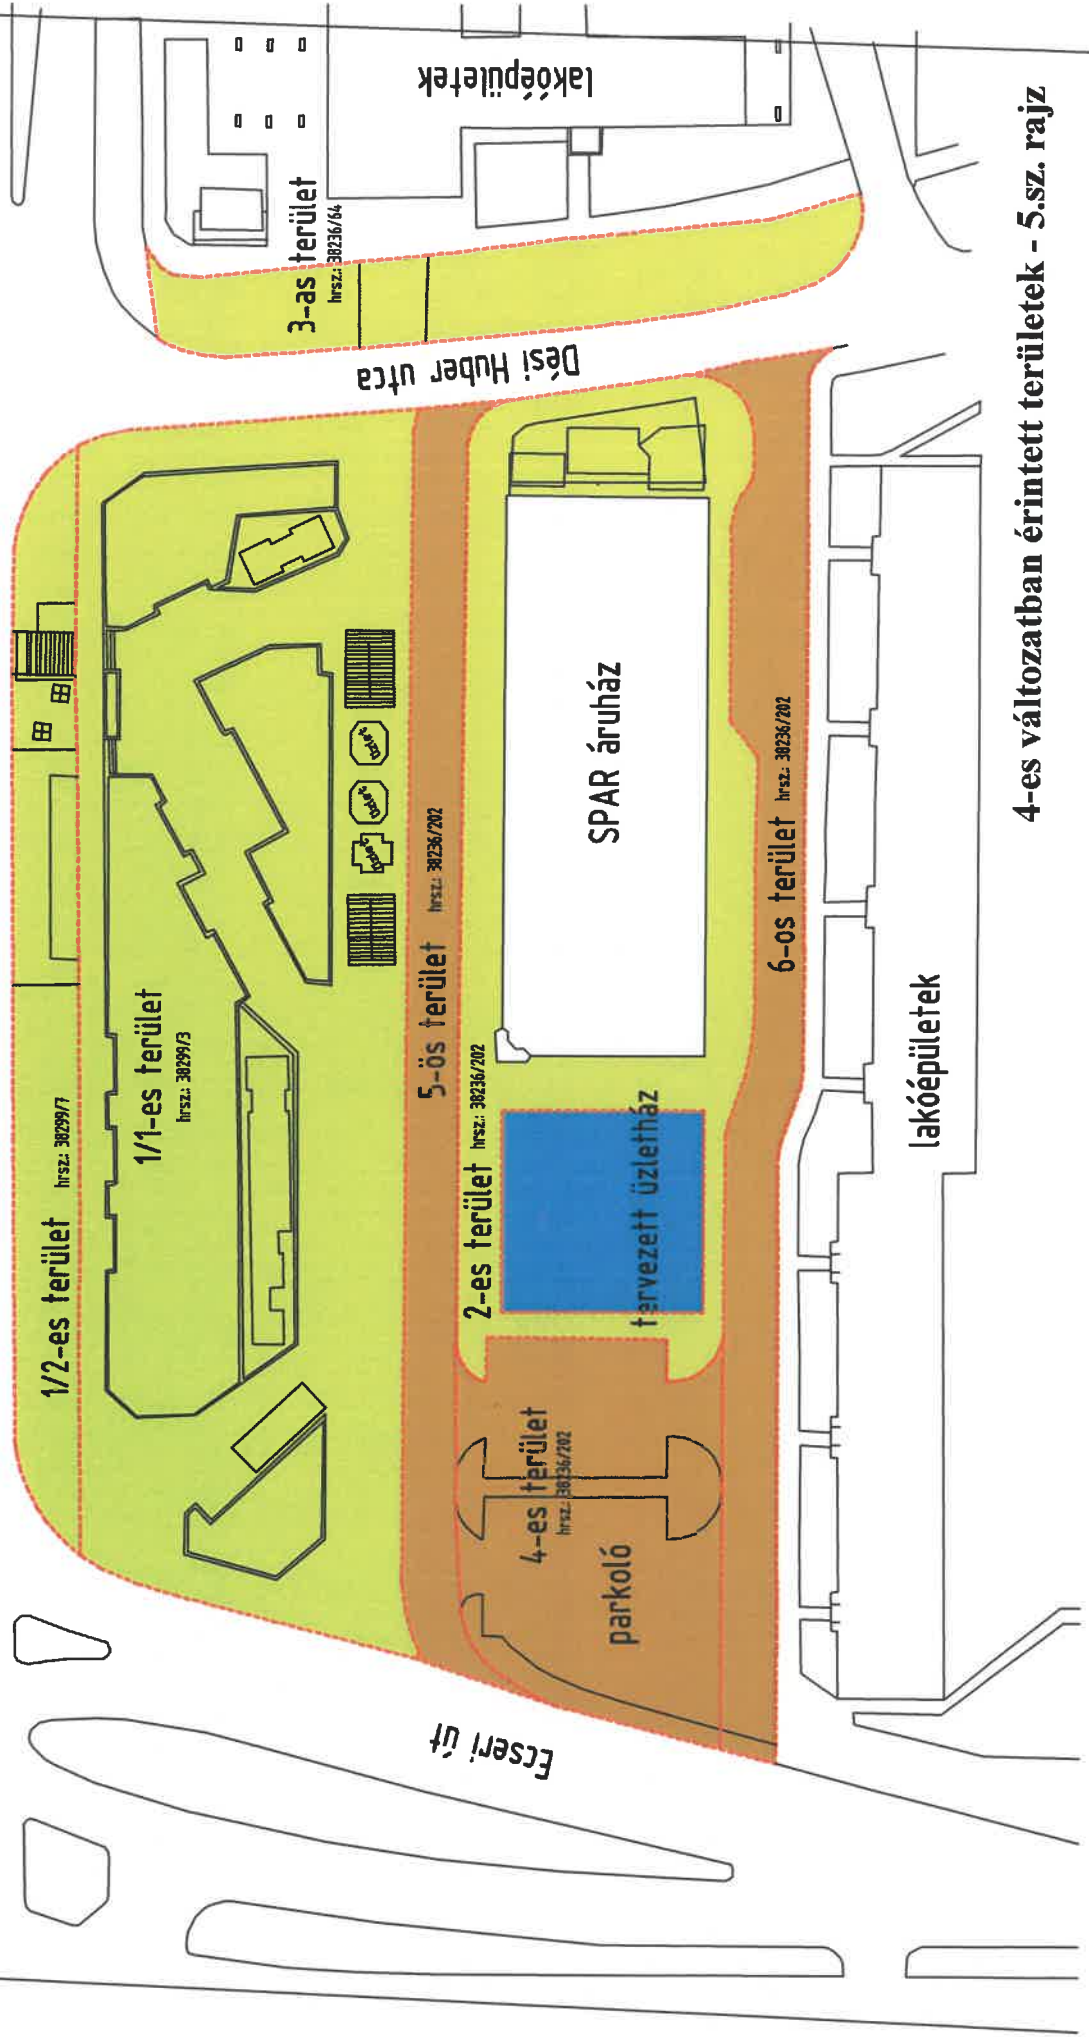 1/2-es terület hrsz.: 38299/7
1/1-es terület
hrsz.: 38299/3
3-as terület
hrsz.: 38236/64
lakóépületek
Dési Huber utca
Üzlet
Üzlet
Üzlet
5-ös terület hrsz.: 38236/202
2-es terület hrsz.: 38236/202
SPAR áruház
tervezett üzletház
4-es terület
hrsz.: 38236/202
parkoló
6-os terület hrsz.: 38236/202
Ecseri út
lakóépületek
4-es változatban érintett területek - 5.sz. rajz